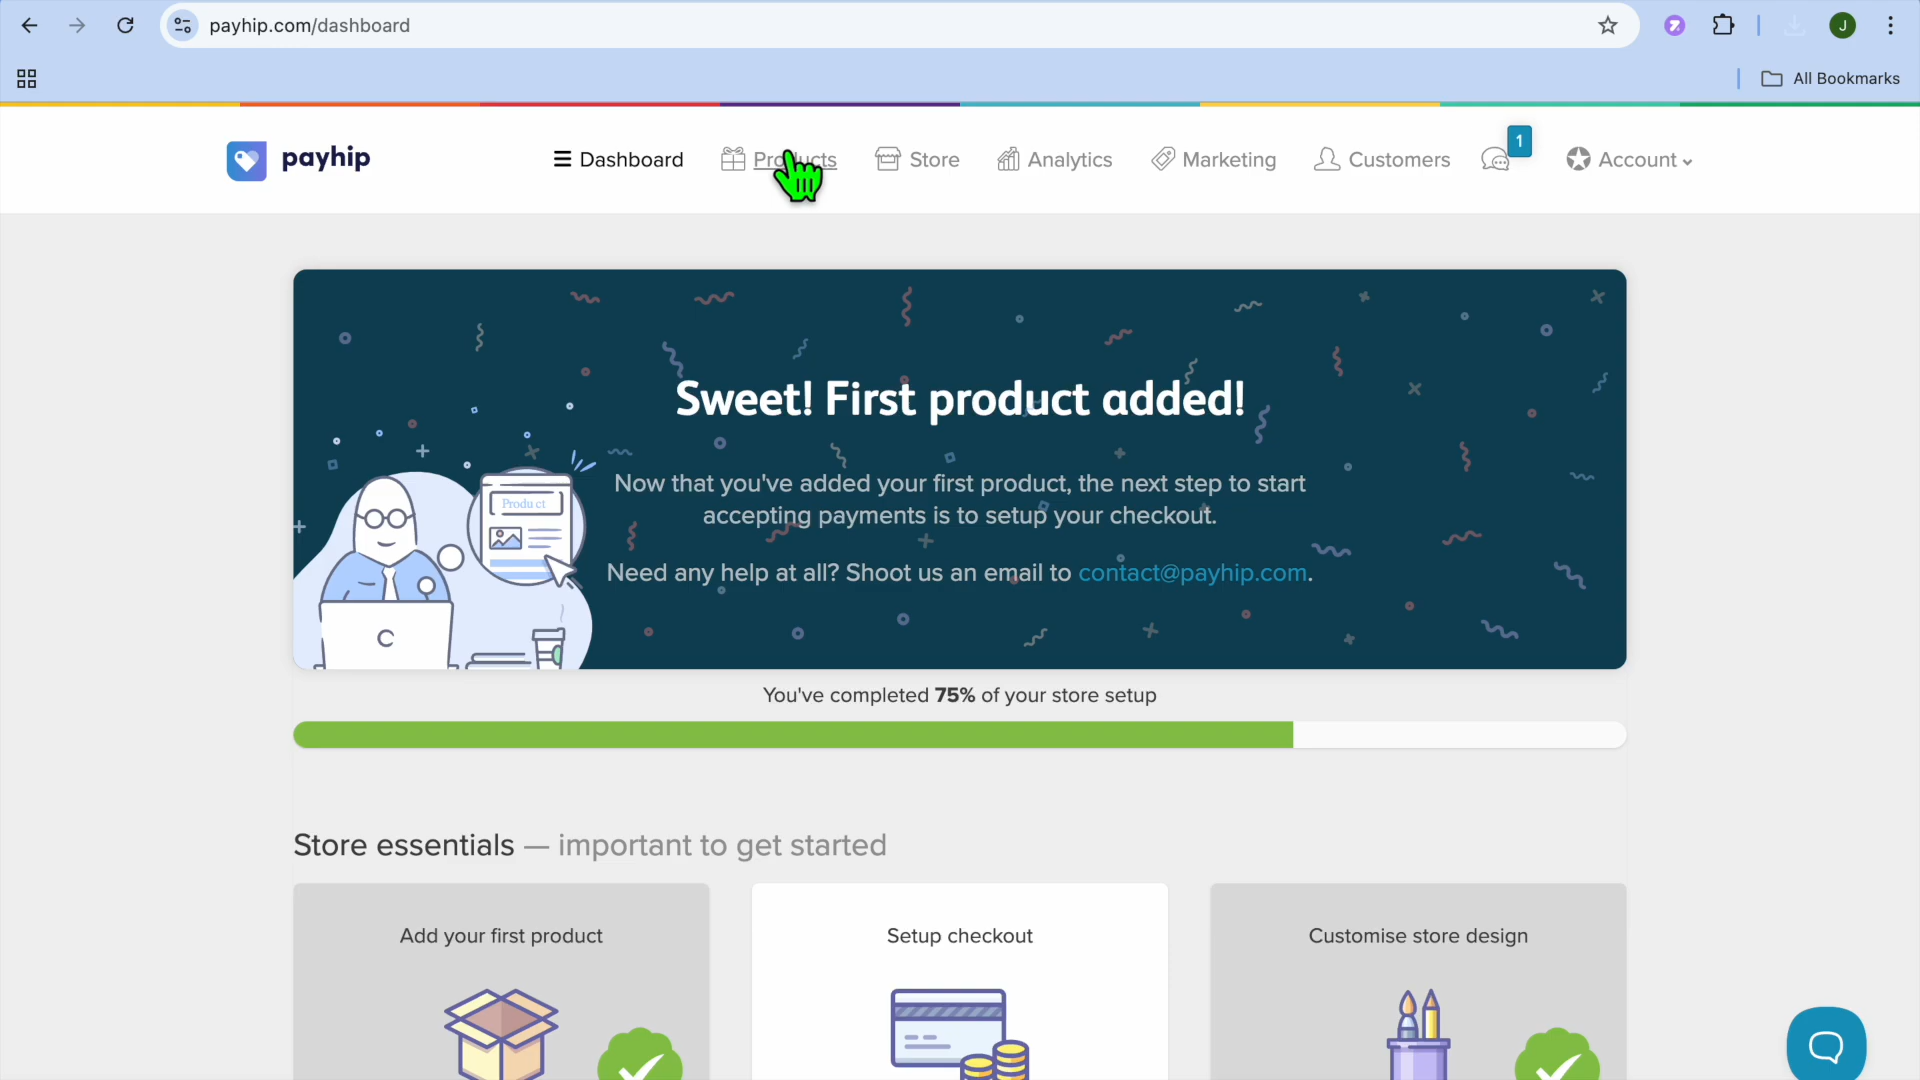 payhip.com/dashboard
J
All Bookmarks
payhip
Dashboard
Products
Store
Analytics
Marketing
1
Customers
Account
Sweet! First product added!
Now that you've added your first product, the next step to start
accepting payments is to setup your checkout.
Need any help at all? Shoot us an email to contact@payhip.com.
Product
You've completed 75% of your store setup
Store essentials — important to get started
Add your first product
Setup checkout
Customise store design